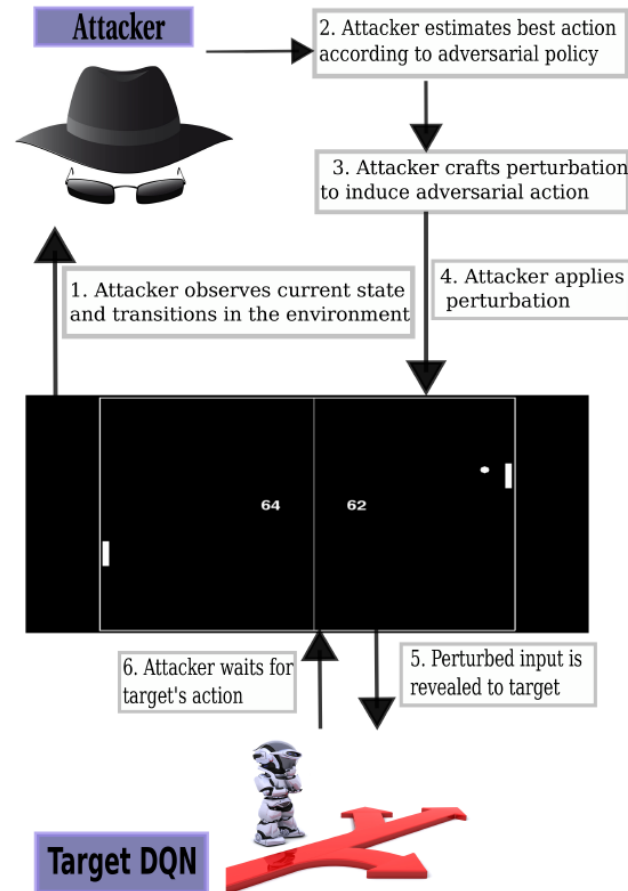 Attacker
2. Attacker estimates best action
according to adversarial policy
3. Attacker crafts perturbation
to induce adversarial action
1. Attacker observes current state
and transitions in the environment
4. Attacker applies
perturbation
64
62
6. Attacker waits for
target's action
5. Perturbed input is
revealed to target
Target DQN